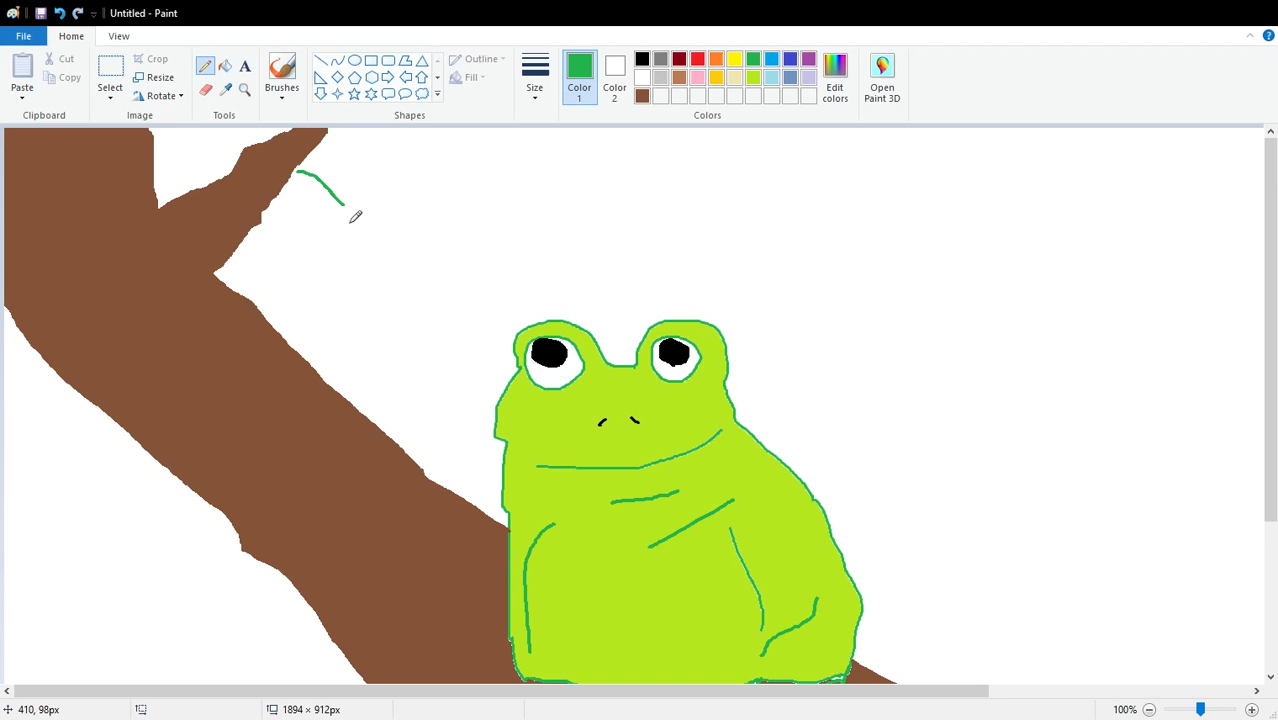 Untitled - Paint
File Home View
Paste Cut Copy Clipboard
Select Crop Resize Rotate Image
A Tools
Brushes
Outline Fill Shapes
Size
Color 1 Color 2 Edit colors Colors
Open Paint 3D
410, 98px 1894 × 912px 100%